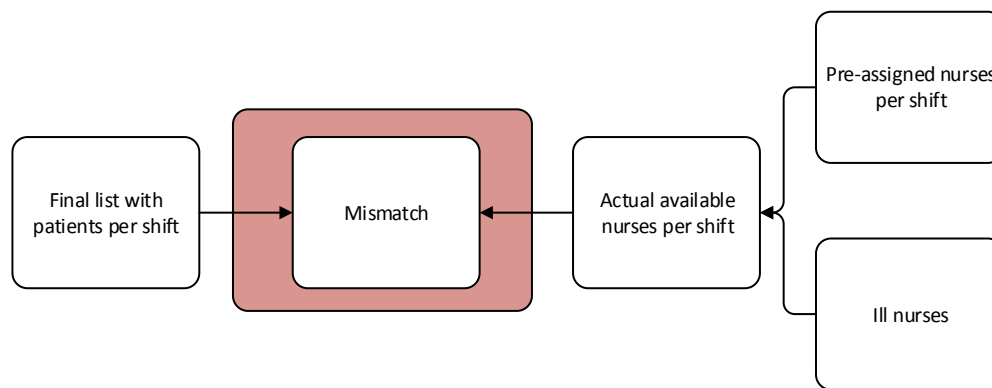 Pre-assigned nurses
per shift
Final list with
patients per shift
Mismatch
Actual available
nurses per shift
Ill nurses